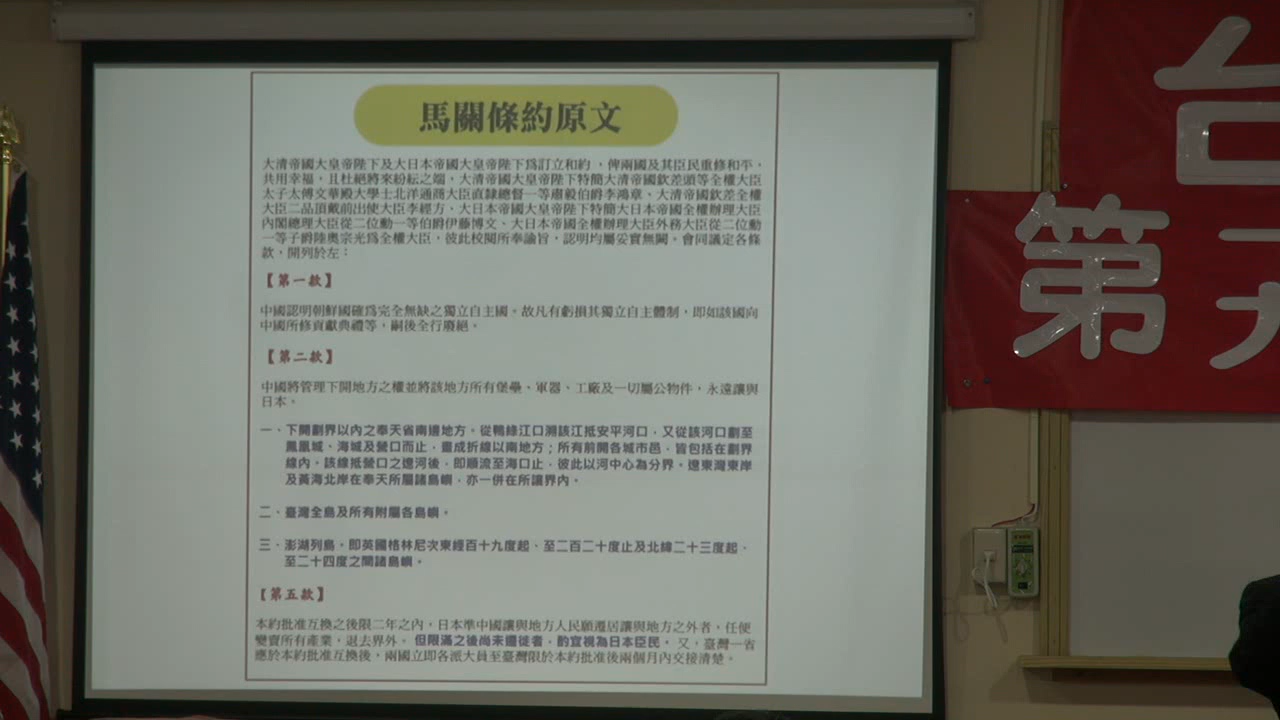 馬關條約原文
大清帝國大皇帝陛下及大日本帝國大皇帝陛下爲訂立和約，俾兩國及其臣民重修和平，
共用幸福，且杜絕將來紛紜之端，大清帝國大皇帝陛下特簡大清帝國欽差頭等全權大臣
太子太傅文華殿大學士北洋通商大臣直隸總督一等肅毅伯爵李鴻章、大清帝國欽差全權
大臣二品頂戴前出使大臣李經方、大日本帝國大皇帝陛下特簡大日本帝國全權辦理大臣
內閣總理大臣從二位勳一等伯爵伊藤博文、大日本帝國全權辦理大臣外務大臣從二位勳
一等子爵陸奧宗光爲全權大臣，彼此校閱所奉諭旨，認明均屬妥實無闕。會同議定各條
款，開列於左：
【第一款】
中國認明朝鮮國確爲完全無缺之獨立自主國。故凡有虧損其獨立自主體制，即如該國向
中國所修貢獻典禮等，嗣後全行廢絕。
【第二款】
中國將管理下開地方之權並將該地方所有堡壘、軍器、工廠及一切屬公物件，永遠讓與
日本。
一、下開劃界以內之奉天省南邊地方。從鴨綠江口溯該江抵安平河口，又從該河口劃至
鳳凰城、海城及營口而止，畫成折線以南地方；所有前開各城市邑，皆包括在劃界
線內。該線抵營口之遼河後，即順流至海口止，彼此以河中心為分界。遼東灣東岸
及黃海北岸在奉天所屬諸島嶼，亦一併在所讓界內。
二、臺灣全島及所有附屬各島嶼。
三、澎湖列島。即英國格林尼次東經百十九度起、至二百二十度止及北緯二十三度起、
至二十四度之間諸島嶼。
【第五款】
本約批准互換之後限二年之內，日本準中國讓與地方人民願遷居讓與地方之外者，任便
變賣所有產業，退去界外。但限滿之後尚未遷徙者，酌宜視為日本臣民。又，臺灣一省
應於本約批准互換後，兩國立即各派大員至臺灣限於本約批准後兩個月內交接清楚。
台
第